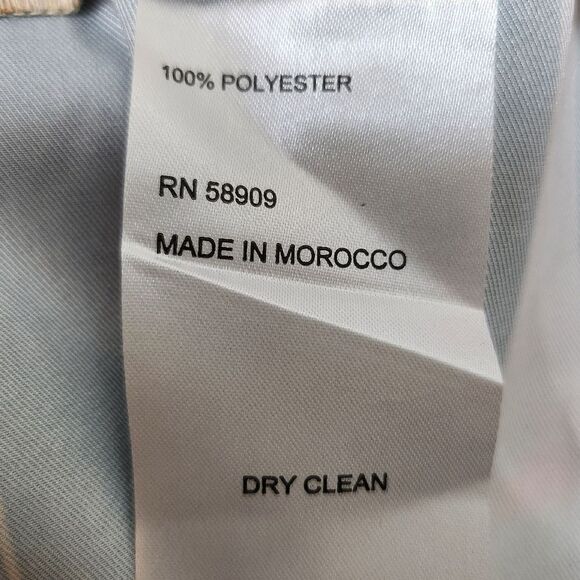 100% POLYESTER
RN 58909
MADE IN MOROCCO
DRY CLEAN